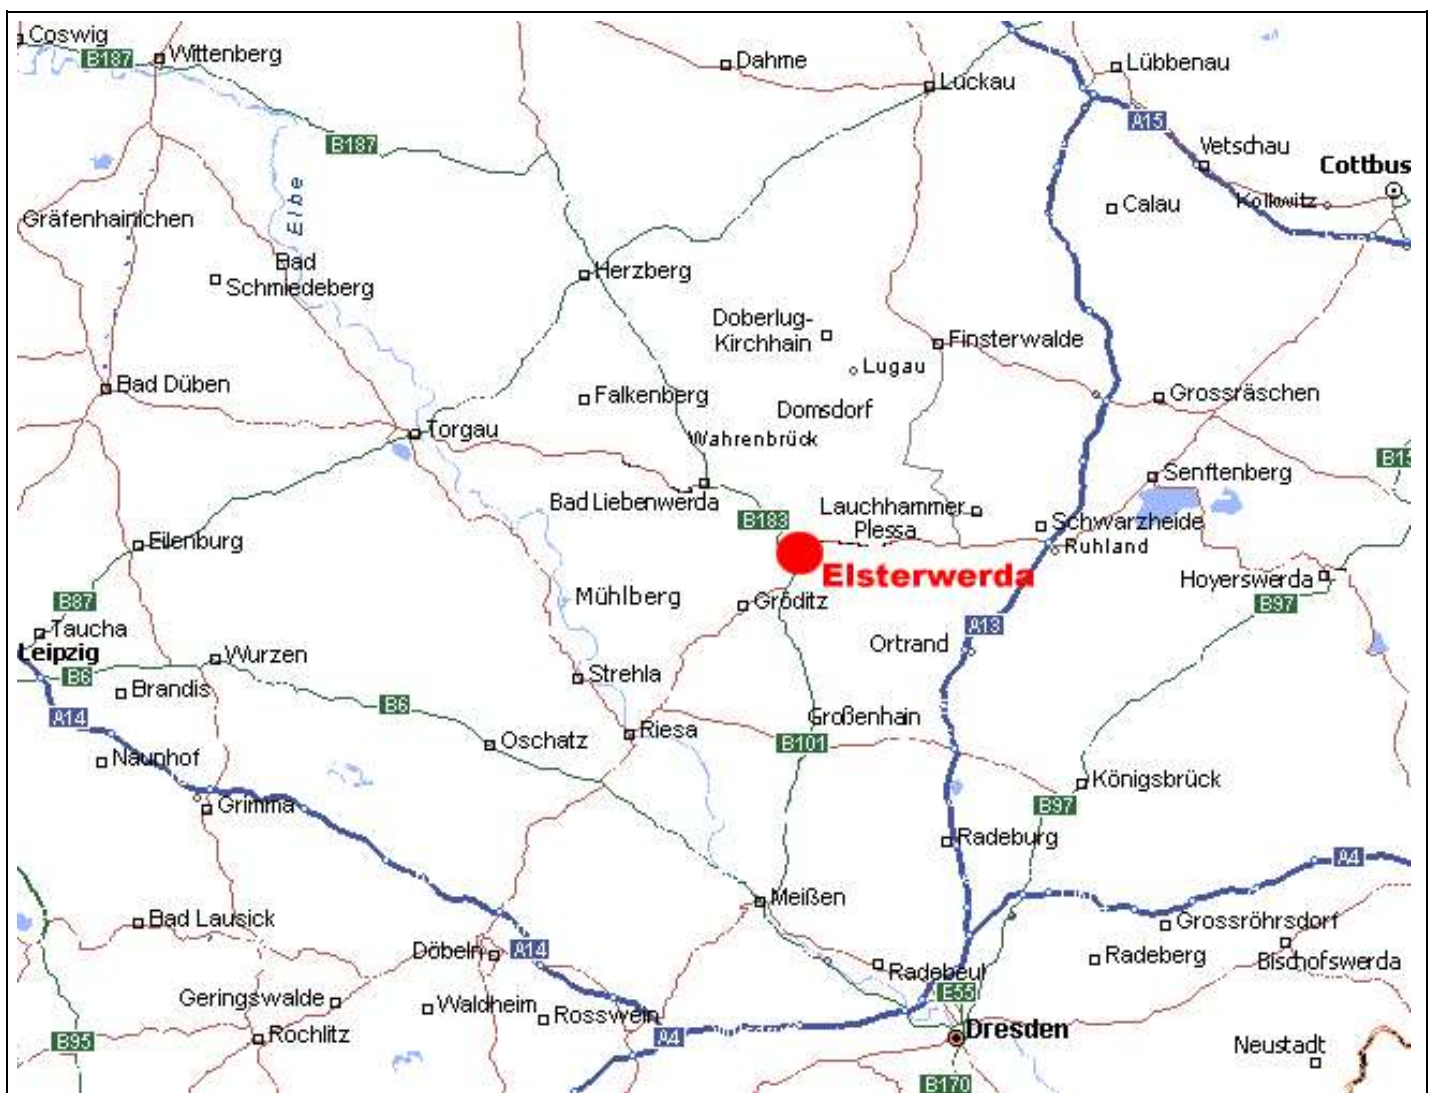 Coswig
B187
Wittenberg
Dahme
Luckau
Lübbenau
A15
B187
Vetschau
Cottbus
Elbe
Calau
Kolkwitz
Gräfenhainichen
Bad
Schmiedeberg
Herzberg
Doberlug-
Kirchhain
Finsterwalde
Lugau
Bad Düben
Falkenberg
Domsdorf
Grossräschen
Torgau
Wahrenbrück
Senftenberg
Bad Liebenwerda
B183
Lauchhammer
Plessa
Schwarzheide
Ruhland
Eilenburg
Elsterwerda
Hoyerswerda
B97
B87
Mühlberg
Gröditz
Taucha
A13
Ortrand
Leipzig
Wurzen
B6
Brandis
Strehla
B6
A14
Großenhain
Riesa
Oschatz
B101
Naunhof
Königsbrück
Grimma
B97
Radeburg
A4
Meißen
Bad Lausick
Grossröhrsdorf
Döbeln
A14
Radeberg
Bischofswerda
Radebeul
E55
Geringswalde
Waldheim
Rosswein
Rochlitz
A4
Dresden
B95
Neustadt
B170